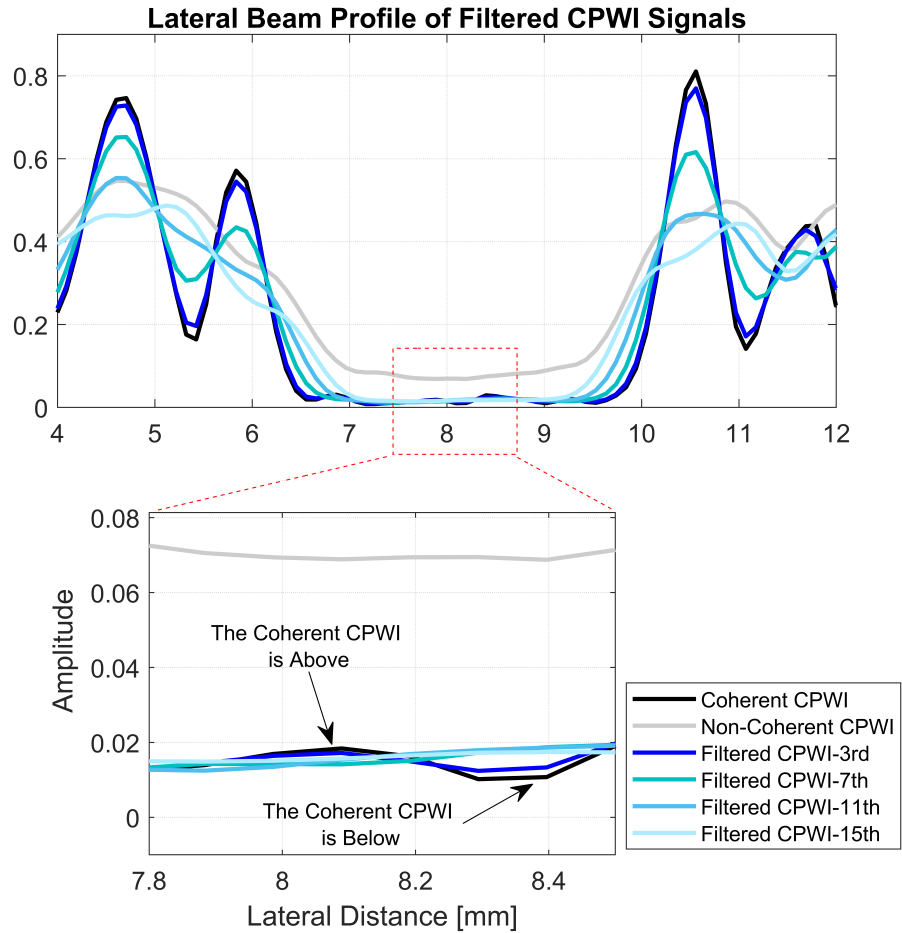 Lateral Beam Profile of Filtered CPWI Signals
0.8
0.6
0.4
0.2
0
4 5 6 7 8 9 10 11 12
0.08
0.06
0.04
0.02
0
Amplitude
The Coherent CPWI
is Above
The Coherent CPWI
is Below
7.8 8 8.2 8.4
Lateral Distance [mm]
Coherent CPWI
Non-Coherent CPWI
Filtered CPWI-3rd
Filtered CPWI-7th
Filtered CPWI-11th
Filtered CPWI-15th